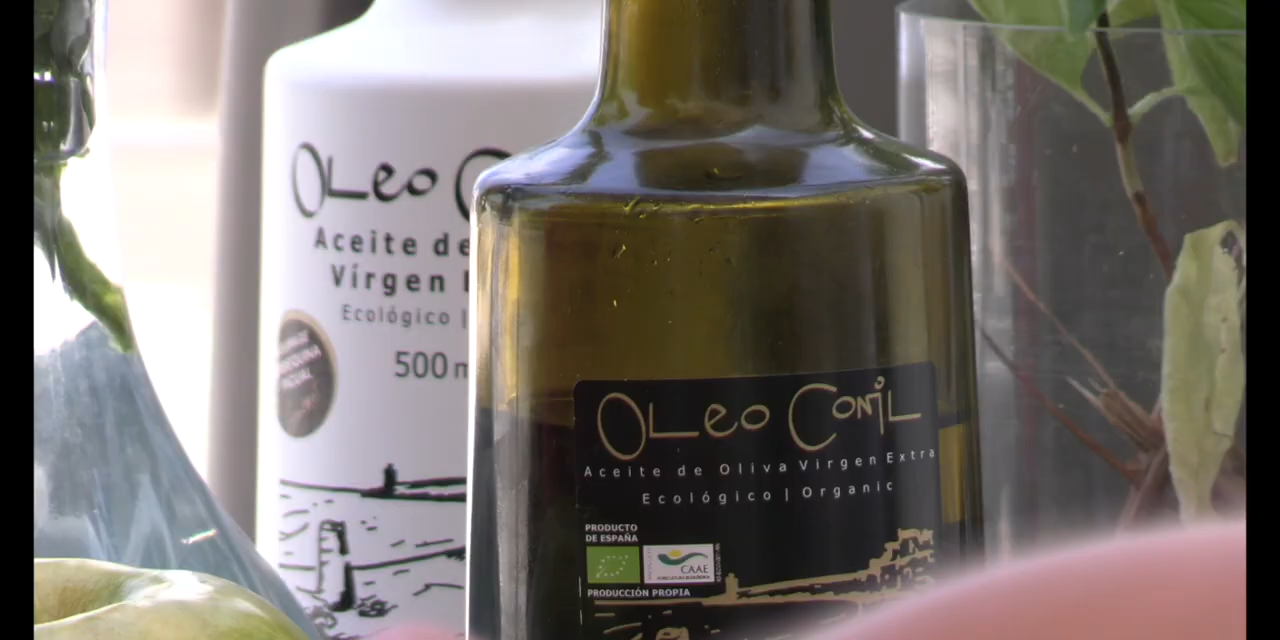 OLeo
Aceite de
Vírgen
Ecológico |
500m
OLeo Conil
Aceite de Oliva Virgen Extra
Ecológico | Organic
PRODUCTO
DE ESPAÑA
CAAE
PRODUCCIÓN PROPIA